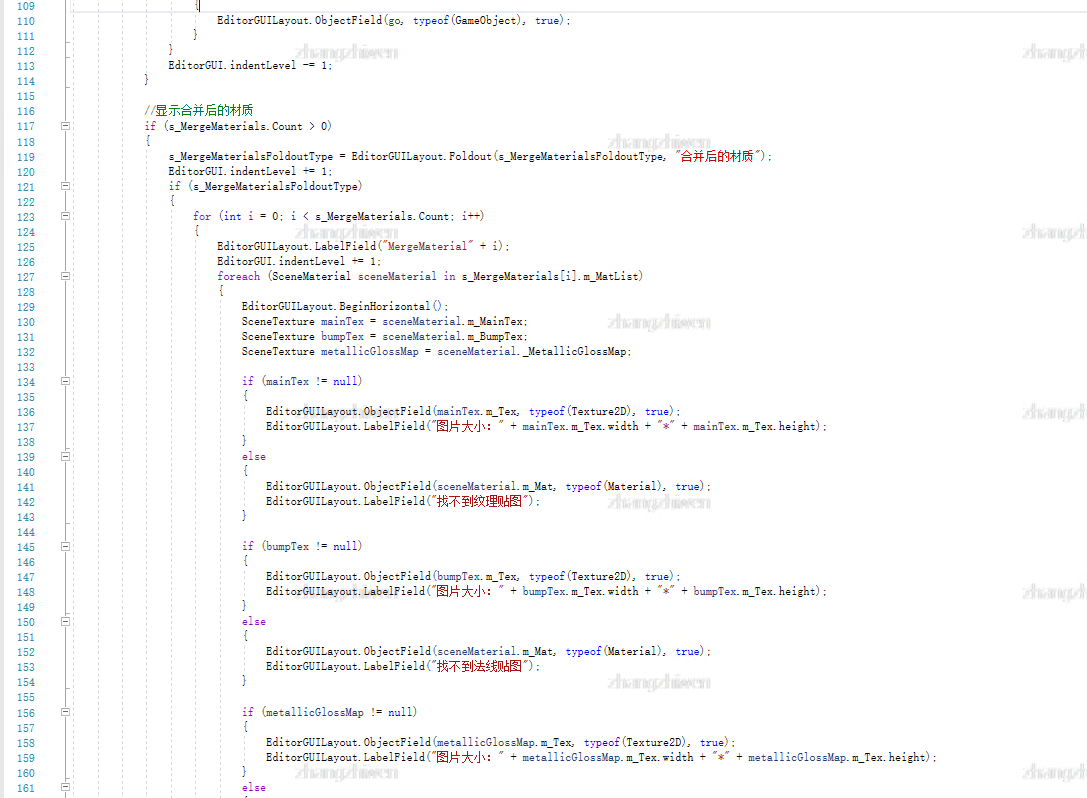 109 {
110 EditorGUILayout.ObjectField(go, typeof(GameObject), true);
111 }
112 }
113 EditorGUI.indentLevel -= 1;
114 }
115
116 //显示合并后的材质
117 if (s_MergeMaterials.Count > 0)
118 {
119 s_MergeMaterialsFoldoutType = EditorGUILayout.Foldout(s_MergeMaterialsFoldoutType, "合并后的材质");
120 EditorGUI.indentLevel += 1;
121 if (s_MergeMaterialsFoldoutType)
122 {
123 for (int i = 0; i < s_MergeMaterials.Count; i++)
124 {
125 EditorGUILayout.LabelField("MergeMaterial" + i);
126 EditorGUI.indentLevel += 1;
127 foreach (SceneMaterial sceneMaterial in s_MergeMaterials[i].m_MatList)
128 {
129 EditorGUILayout.BeginHorizontal();
130 SceneTexture mainTex = sceneMaterial.m_MainTex;
131 SceneTexture bumpTex = sceneMaterial.m_BumpTex;
132 SceneTexture metallicGlossMap = sceneMaterial._MetallicGlossMap;
133
134 if (mainTex != null)
135 {
136 EditorGUILayout.ObjectField(mainTex.m_Tex, typeof(Texture2D), true);
137 EditorGUILayout.LabelField("图片大小：" + mainTex.m_Tex.width + "*" + mainTex.m_Tex.height);
138 }
139 else
140 {
141 EditorGUILayout.ObjectField(sceneMaterial.m_Mat, typeof(Material), true);
142 EditorGUILayout.LabelField("找不到纹理贴图");
143 }
144
145 if (bumpTex != null)
146 {
147 EditorGUILayout.ObjectField(bumpTex.m_Tex, typeof(Texture2D), true);
148 EditorGUILayout.LabelField("图片大小：" + bumpTex.m_Tex.width + "*" + bumpTex.m_Tex.height);
149 }
150 else
151 {
152 EditorGUILayout.ObjectField(sceneMaterial.m_Mat, typeof(Material), true);
153 EditorGUILayout.LabelField("找不到法线贴图");
154 }
155
156 if (metallicGlossMap != null)
157 {
158 EditorGUILayout.ObjectField(metallicGlossMap.m_Tex, typeof(Texture2D), true);
159 EditorGUILayout.LabelField("图片大小：" + metallicGlossMap.m_Tex.width + "*" + metallicGlossMap.m_Tex.height);
160 }
161 else